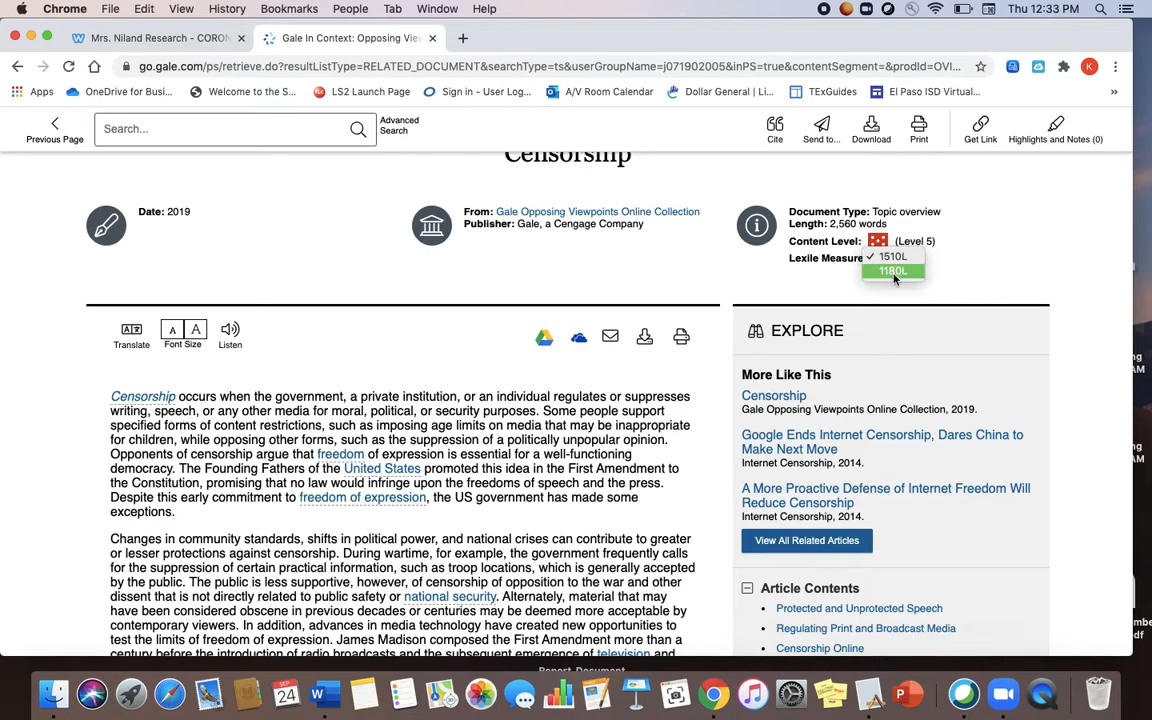 Chrome File Edit View History Bookmarks People Tab Window Help Thu 12:33 PM
Mrs. Niland Research - CORON
Gale In Context: Opposing View
go.gale.com/ps/retrieve.do?resultListType=RELATED_DOCUMENT&searchType=ts&userGroupName=j071902005&inPS=true&contentSegment=&prodId=OVI...
K
Apps OneDrive for Busi... Welcome to the S... LS2 Launch Page Sign in - User Log... A/V Room Calendar Dollar General | Li... TExGuides El Paso ISD Virtual... »
Previous Page
Search...
Advanced
Search
Cite Send to... Download Print Get Link Highlights and Notes (0)
Censorship
Date: 2019
From: Gale Opposing Viewpoints Online Collection
Publisher: Gale, a Cengage Company
Document Type: Topic overview
Length: 2,560 words
Content Level: (Level 5)
Lexile Measure
✓ 1510L
1180L
Translate
A A
Font Size
Listen
EXPLORE
More Like This
Censorship
Gale Opposing Viewpoints Online Collection, 2019.
Google Ends Internet Censorship, Dares China to
Make Next Move
Internet Censorship, 2014.
A More Proactive Defense of Internet Freedom Will
Reduce Censorship
Internet Censorship, 2014.
View All Related Articles
Article Contents
• Protected and Unprotected Speech
• Regulating Print and Broadcast Media
• Censorship Online
Censorship occurs when the government, a private institution, or an individual regulates or suppresses
writing, speech, or any other media for moral, political, or security purposes. Some people support
specified forms of content restrictions, such as imposing age limits on media that may be inappropriate
for children, while opposing other forms, such as the suppression of a politically unpopular opinion.
Opponents of censorship argue that freedom of expression is essential for a well-functioning
democracy. The Founding Fathers of the United States promoted this idea in the First Amendment to
the Constitution, promising that no law would infringe upon the freedoms of speech and the press.
Despite this early commitment to freedom of expression, the US government has made some
exceptions.
Changes in community standards, shifts in political power, and national crises can contribute to greater
or lesser protections against censorship. During wartime, for example, the government frequently calls
for the suppression of certain practical information, such as troop locations, which is generally accepted
by the public. The public is less supportive, however, of censorship of opposition to the war and other
dissent that is not directly related to public safety or national security. Alternately, material that may
have been considered obscene in previous decades or centuries may be deemed more acceptable by
contemporary viewers. In addition, advances in media technology have created new opportunities to
test the limits of freedom of expression. James Madison composed the First Amendment more than a
century before the introduction of radio broadcasts and the subsequent emergence of television and
SEP
24